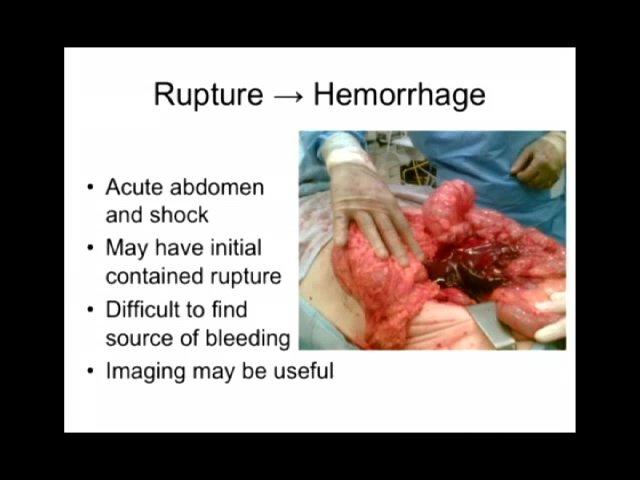 Rupture → Hemorrhage
• Acute abdomen
and shock
• May have initial
contained rupture
• Difficult to find
source of bleeding
• Imaging may be useful